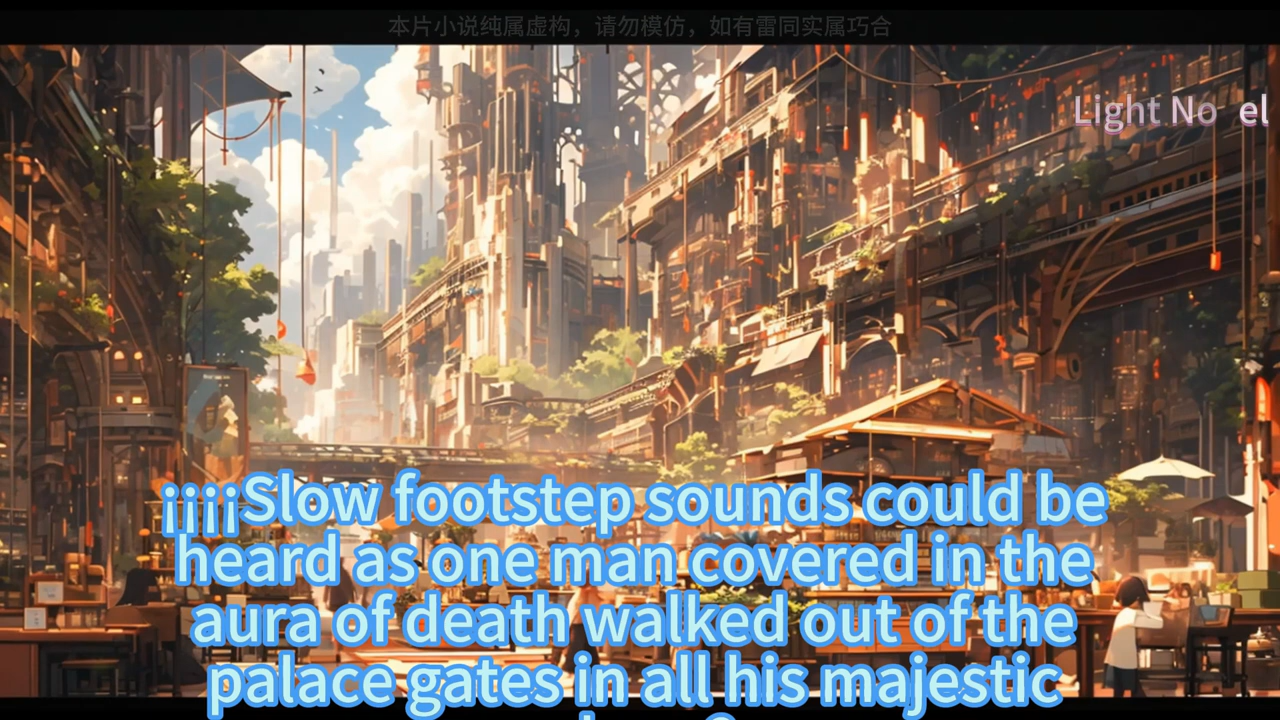 本片小说纯属虚构，请勿模仿，如有雷同实属巧合
Light No el
¡¡¡¡Slow footstep sounds could be
heard as one man covered in the
aura of death walked out of the
palace gates in all his majestic